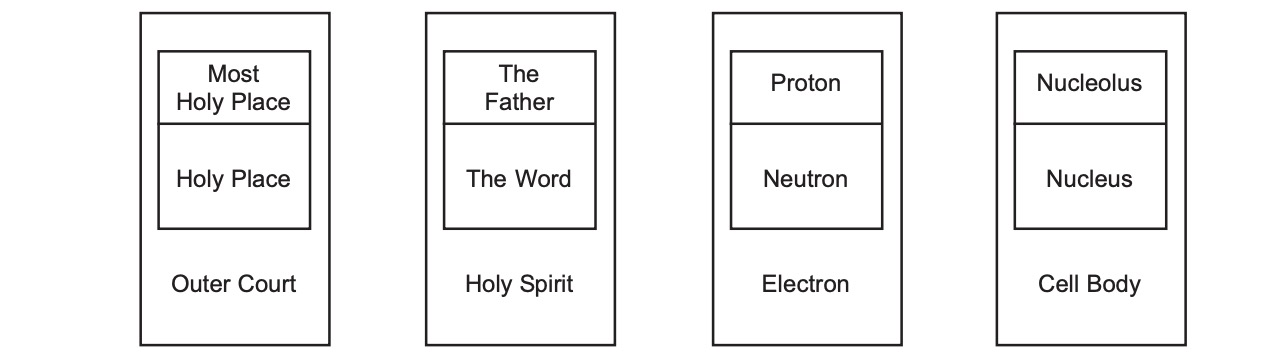 Most
Holy Place
Holy Place
Outer Court
The
Father
The Word
Holy Spirit
Proton
Neutron
Electron
Nucleolus
Nucleus
Cell Body